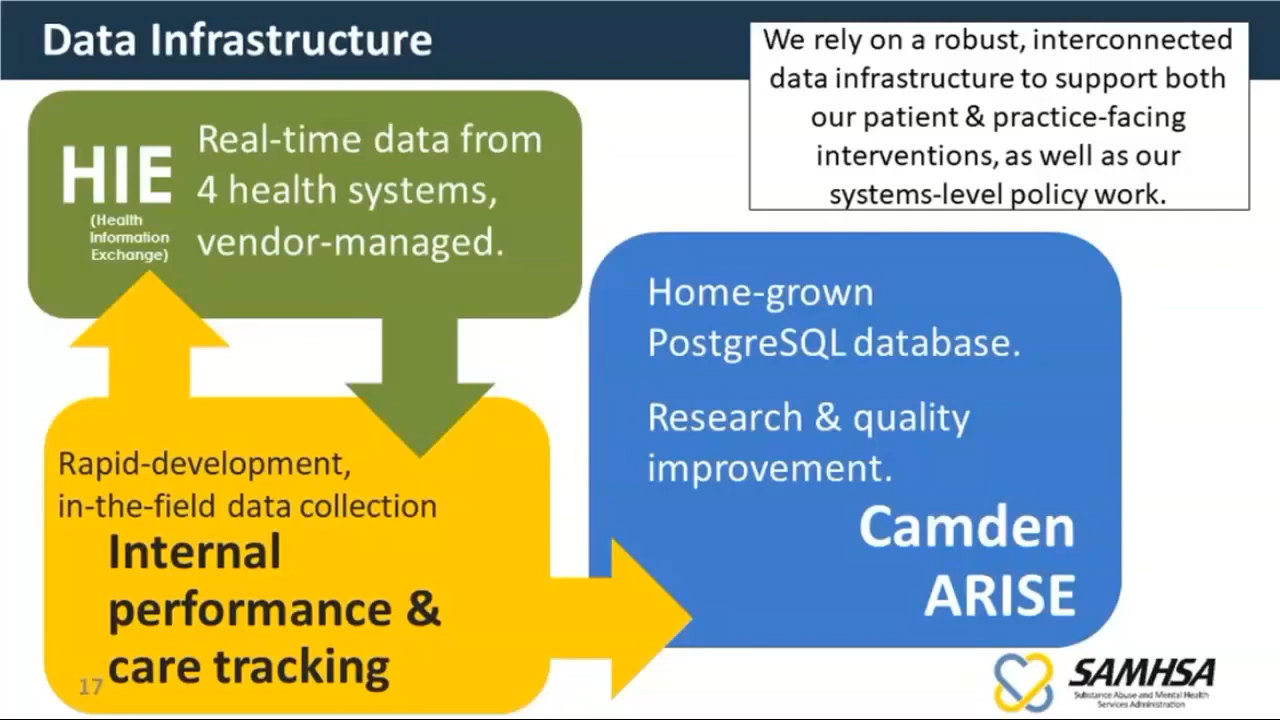 Data Infrastructure
We rely on a robust, interconnected
data infrastructure to support both
our patient & practice-facing
interventions, as well as our
systems-level policy work.
HIE
(Health
Information
Exchange)
Real-time data from
4 health systems,
vendor-managed.
Home-grown
PostgreSQL database.
Research & quality
improvement.
Camden
ARISE
Rapid-development,
in-the-field data collection
Internal
performance &
care tracking
17
SAMHSA
Substance Abuse and Mental Health
Services Administration